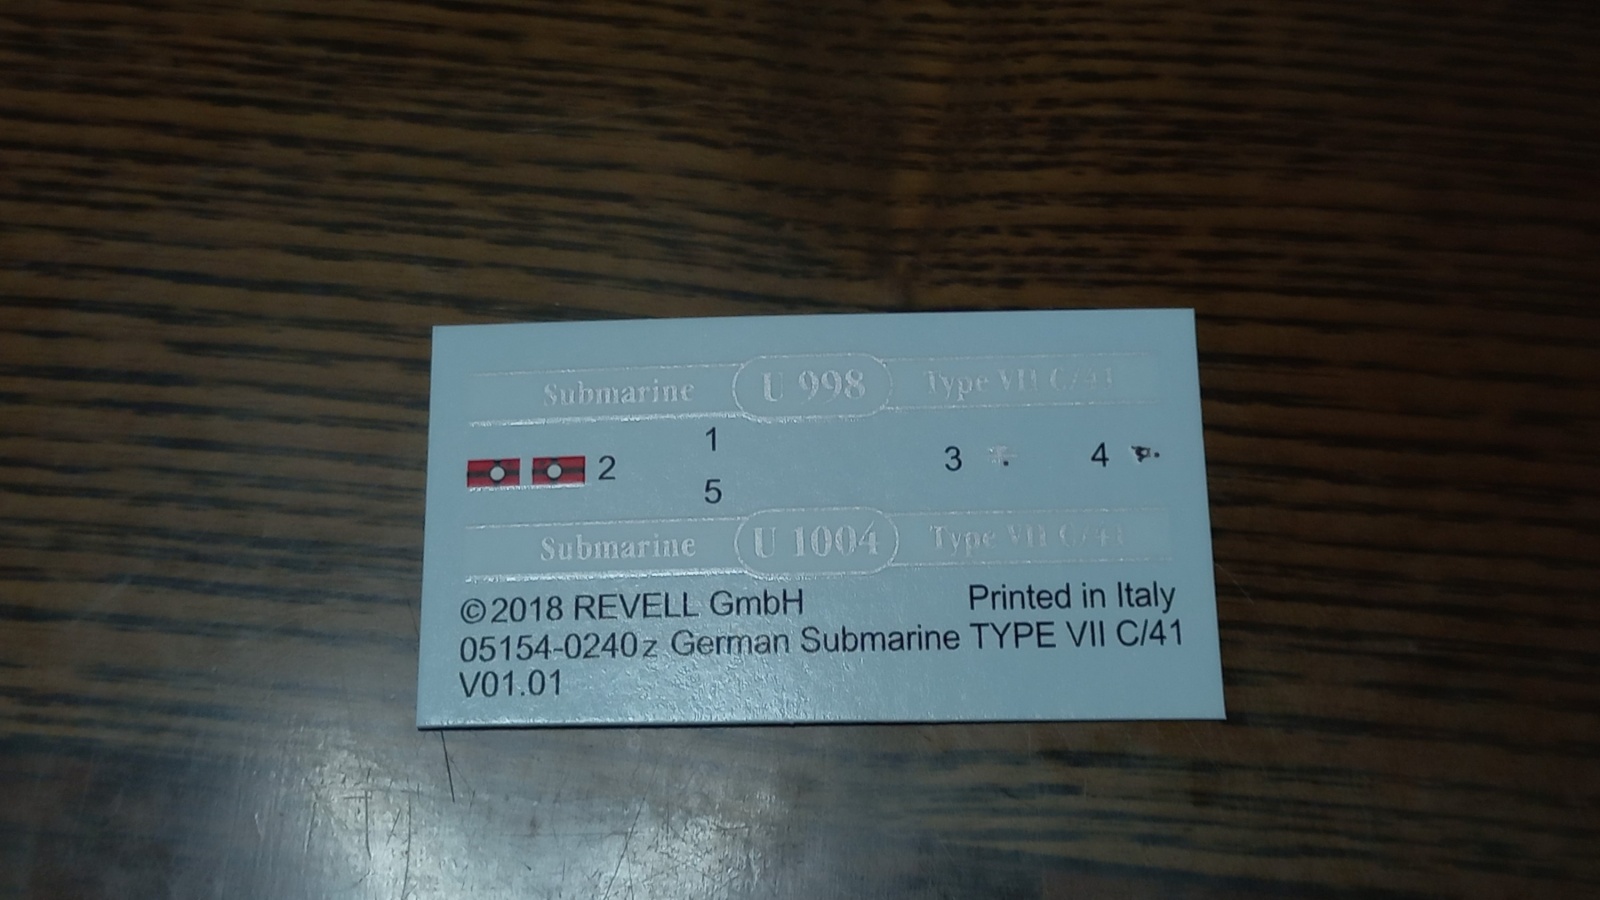 Submarine U 998 Type VII C/41
1
2
3
4
5
Submarine U 1004 Type VII C/41
©2018 REVELL GmbH Printed in Italy
05154-0240z German Submarine TYPE VII C/41
V01.01